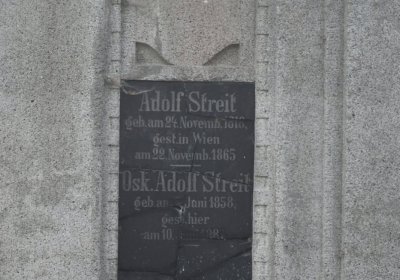 Adolf Streit
geb. am 24. Novemb. 1816,
gest. in Wien
am 22. Novemb. 1865
Osk. Adolf Streit
geb. am Juni 1858,
gest. hier
am 10.